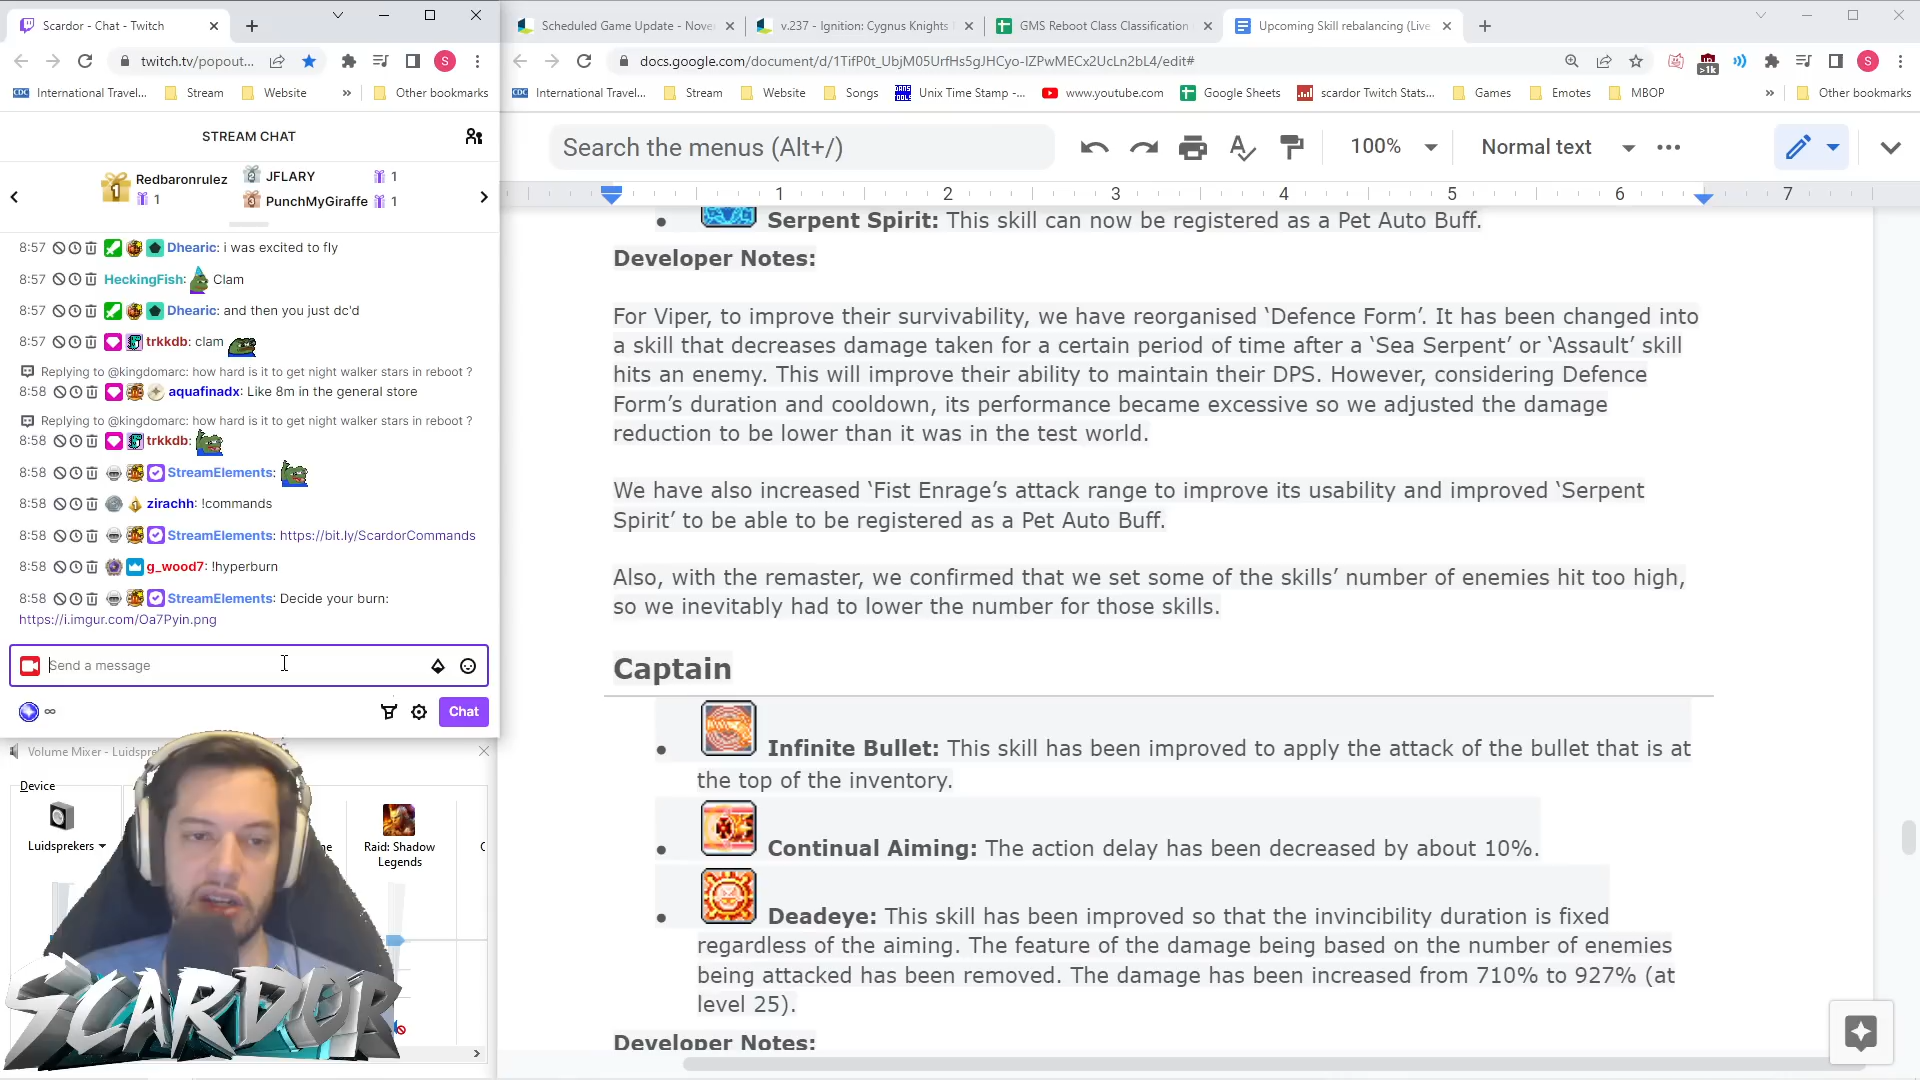 Scardor - Chat - Twitch
Scheduled Game Update - Nove
v.237 - Ignition: Cygnus Knights
GMS Reboot Class Classification
Upcoming Skill rebalancing (Live
twitch.tv/popout...
S
docs.google.com/document/d/1TifP0t_UbjM05UrfHs5gJHCyo-IZPwMECx2UcLn2bL4/edit#
>1k
S
International Travel...
Stream
Website
»
Other bookmarks
International Travel...
Stream
Website
Songs
Unix Time Stamp -...
www.youtube.com
Google Sheets
scardor Twitch Stats...
Games
Emotes
MBOP
»
Other bookmarks
STREAM CHAT
1 Redbaronrulez 1
2 JFLARY 1
3 PunchMyGiraffe 1
8:57 Dhearic: i was excited to fly
8:57 HeckingFish: Clam
8:57 Dhearic: and then you just dc'd
8:57 trkkdb: clam
Replying to @kingdomarc: how hard is it to get night walker stars in reboot ?
8:57 aquafinadx: Like 8m in the general store
Replying to @kingdomarc: how hard is it to get night walker stars in reboot ?
8:58 trkkdb:
8:58 StreamElements:
8:58 zirachh: !commands
8:58 StreamElements: https://bit.ly/ScardorCommands
8:58 g_wood7: !hyperburn
8:58 StreamElements: Decide your burn:
https://i.imgur.com/Oa7Pyin.png
Send a message
∞
Chat
Volume Mixer - Luidspre
Device
Luidsprekers
Raid: Shadow
Legends
SCARDOR
Search the menus (Alt+/)
100%
Normal text
1 2 3 4 5 6 7
• Serpent Spirit: This skill can now be registered as a Pet Auto Buff.
Developer Notes:
For Viper, to improve their survivability, we have reorganised ‘Defence Form’. It has been changed into
a skill that decreases damage taken for a certain period of time after a ‘Sea Serpent’ or ‘Assault’ skill
hits an enemy. This will improve their ability to maintain their DPS. However, considering Defence
Form’s duration and cooldown, its performance became excessive so we adjusted the damage
reduction to be lower than it was in the test world.
We have also increased ‘Fist Enrage’s attack range to improve its usability and improved ‘Serpent
Spirit’ to be able to be registered as a Pet Auto Buff.
Also, with the remaster, we confirmed that we set some of the skills’ number of enemies hit too high,
so we inevitably had to lower the number for those skills.
Captain
• Infinite Bullet: This skill has been improved to apply the attack of the bullet that is at
the top of the inventory.
• Continual Aiming: The action delay has been decreased by about 10%.
• Deadeye: This skill has been improved so that the invincibility duration is fixed
regardless of the aiming. The feature of the damage being based on the number of enemies
being attacked has been removed. The damage has been increased from 710% to 927% (at
level 25).
Developer Notes: